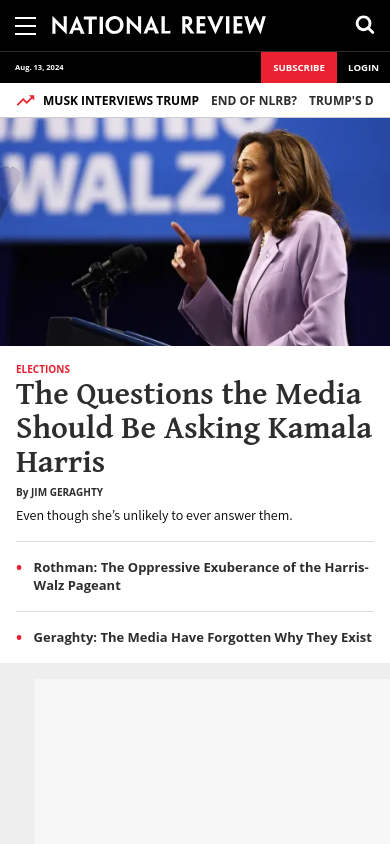 NATIONAL REVIEW
Aug. 13, 2024
SUBSCRIBE
LOGIN
MUSK INTERVIEWS TRUMP END OF NLRB? TRUMP'S D
HARRIS
WALZ
ELECTIONS
The Questions the Media
Should Be Asking Kamala
Harris
By JIM GERAGHTY
Even though she’s unlikely to ever answer them.
Rothman: The Oppressive Exuberance of the Harris-
Walz Pageant
Geraghty: The Media Have Forgotten Why They Exist